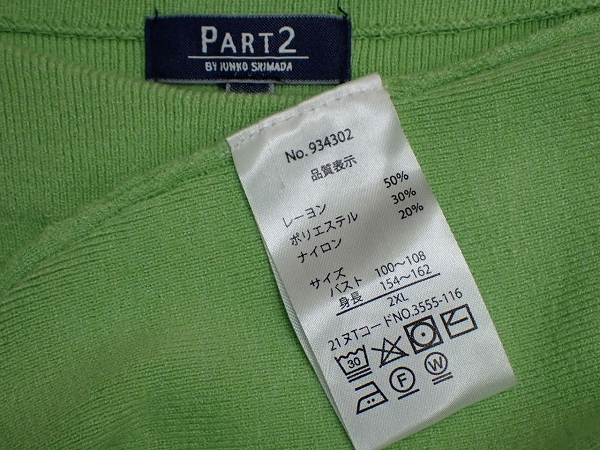 PART2
BY JUNKO SHIMADA
No. 934302
品質表示
レーヨン 50%
ポリエステル 30%
ナイロン 20%
サイズ
バスト 100～108
身長 154～162
2XL
21ヌTコードNO.3555-116
30
F
W